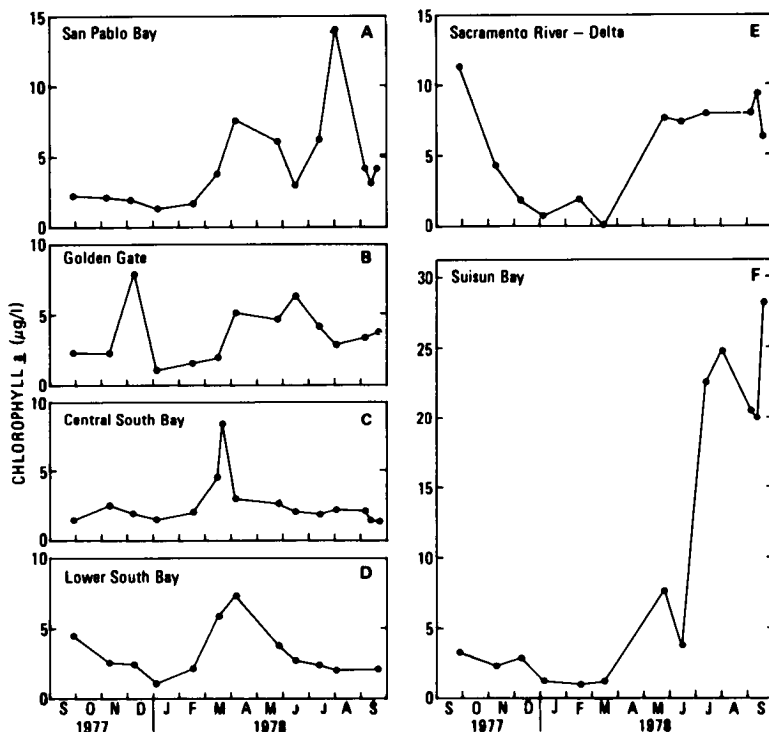 CHLOROPHYLL a (µg/l)
San Pablo Bay A
15
10
5
0
Golden Gate B
10
5
0
Central South Bay C
10
5
0
Lower South Bay D
10
5
0
S O N D J F M A M J J A S
1977 1978
Sacramento River – Delta E
15
10
5
0
Suisun Bay F
30
25
20
15
10
5
0
S O N D J F M A M J J A S
1977 1978